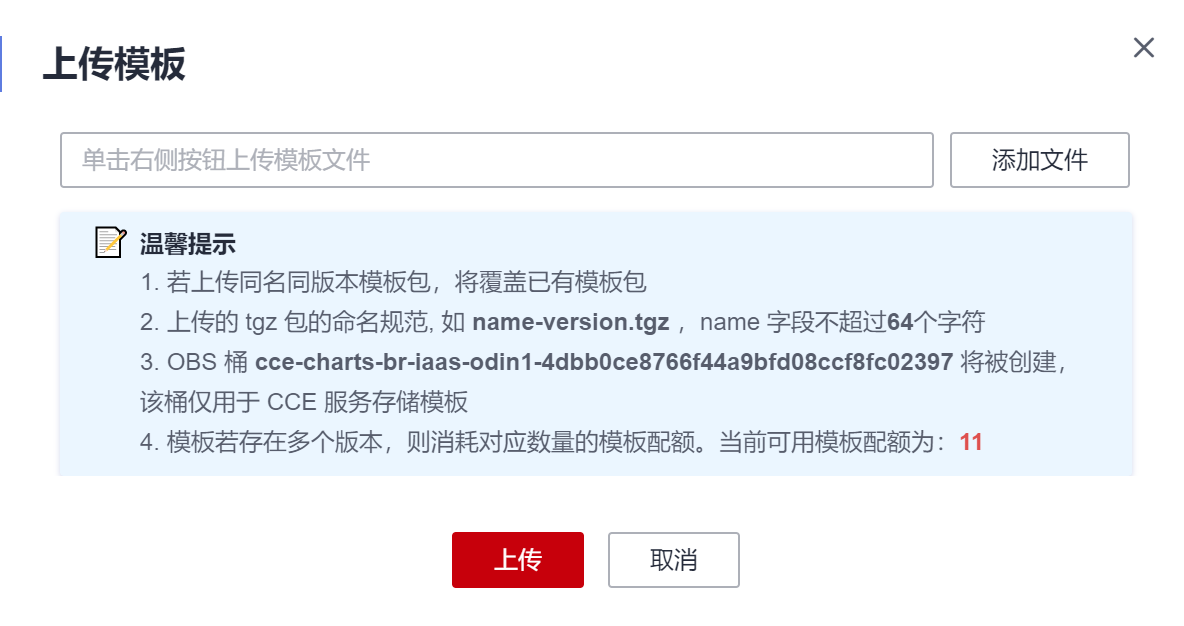 上传模板
单击右侧按钮上传模板文件
添加文件
温馨提示
1. 若上传同名同版本模板包，将覆盖已有模板包
2. 上传的 tgz 包的命名规范, 如 name-version.tgz ，name 字段不超过64个字符
3. OBS 桶 cce-charts-br-iaas-odin1-4dbb0ce8766f44a9bfd08ccf8fc02397 将被创建，
该桶仅用于 CCE 服务存储模板
4. 模板若存在多个版本，则消耗对应数量的模板配额。当前可用模板配额为：11
上传
取消